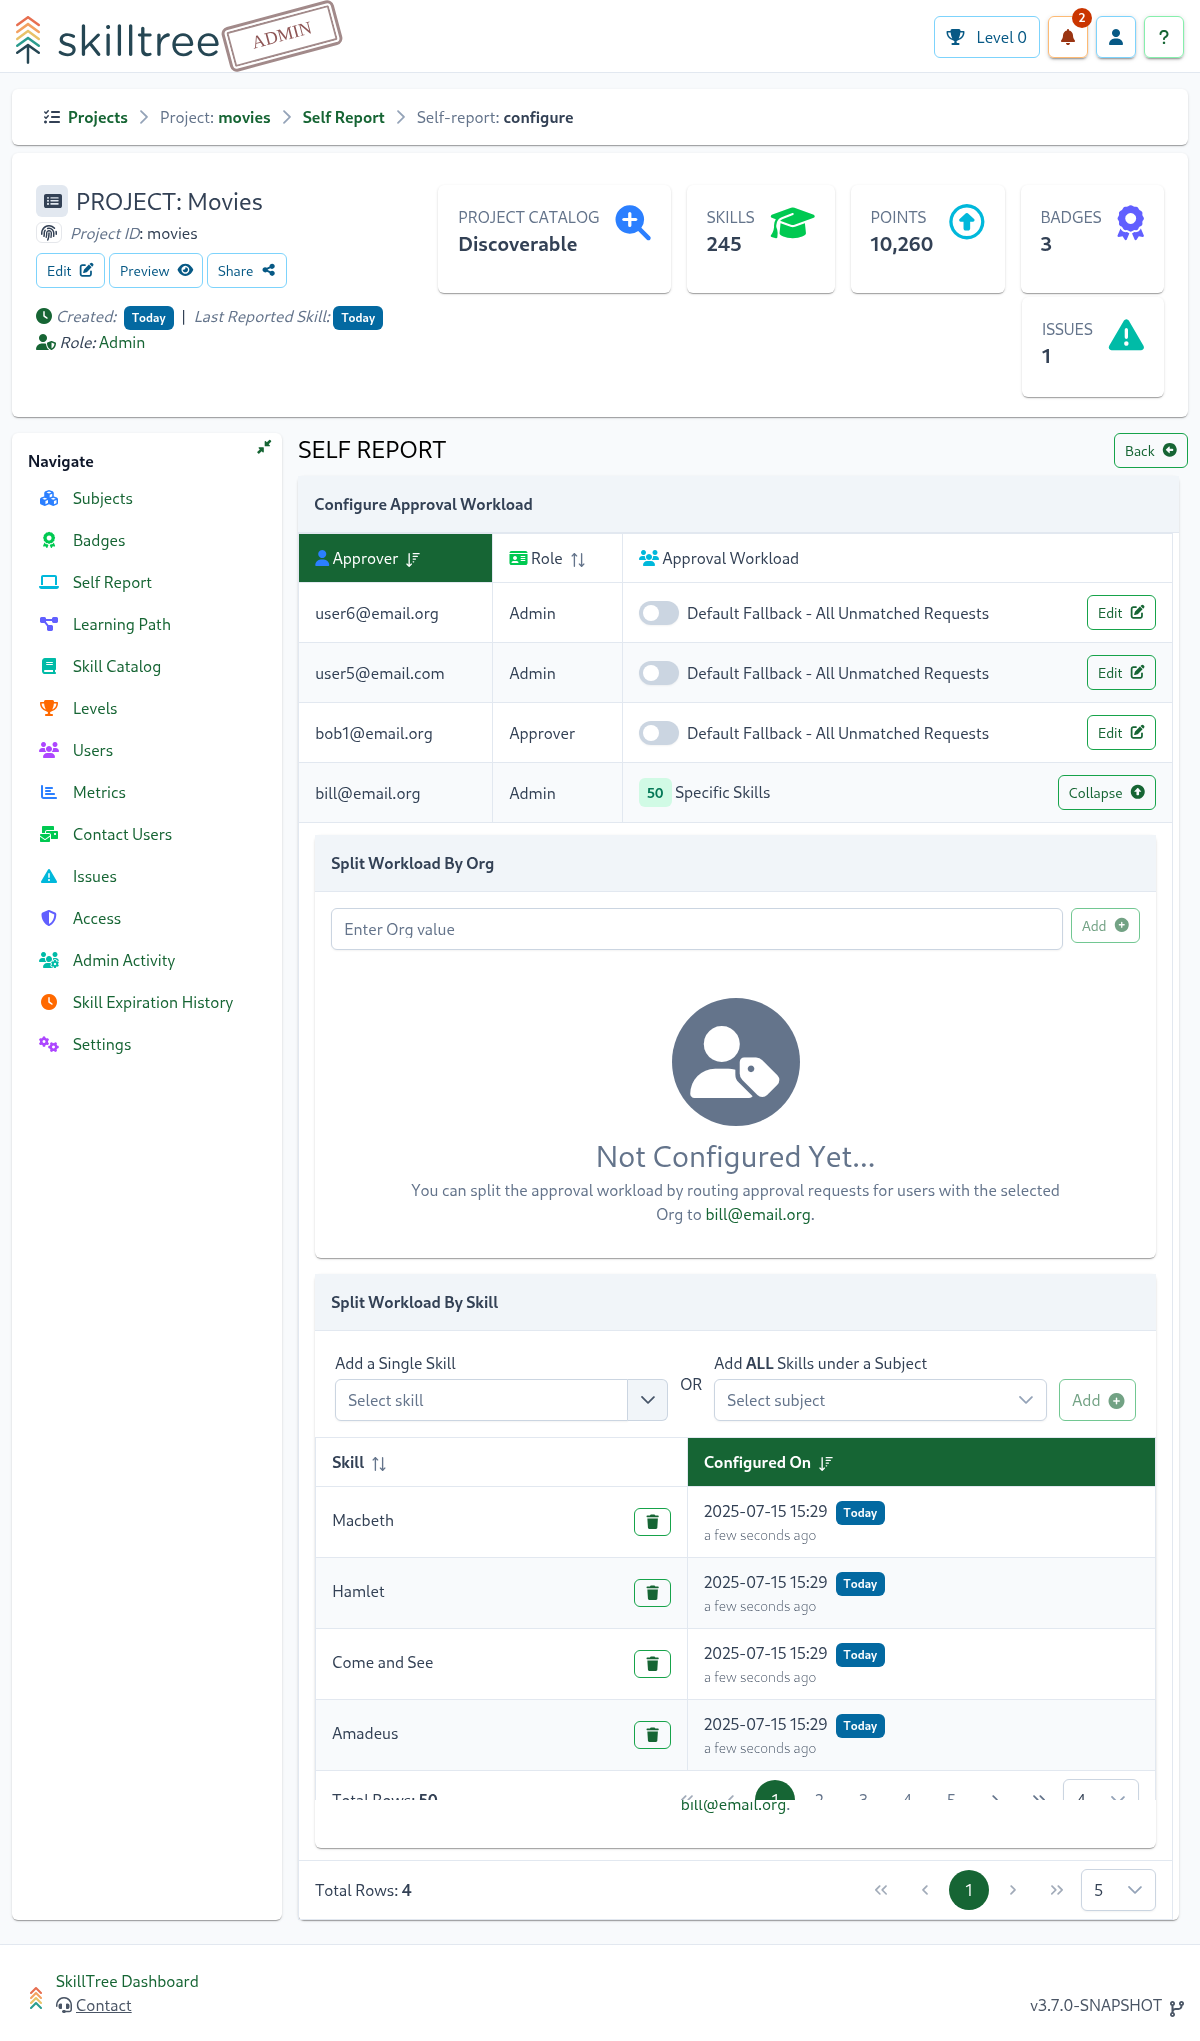 skilltree
ADMIN
Level 0
2
?
Projects > Project: movies > Self Report > Self-report: configure
PROJECT: Movies
Project ID: movies
Edit
Preview
Share
Created: Today | Last Reported Skill: Today
Role: Admin
PROJECT CATALOG
Discoverable
SKILLS
245
POINTS
10,260
BADGES
3
ISSUES
1
Navigate
Subjects
Badges
Self Report
Learning Path
Skill Catalog
Levels
Users
Metrics
Contact Users
Issues
Access
Admin Activity
Skill Expiration History
Settings
SELF REPORT
Back
Configure Approval Workload
Approver Role Approval Workload
user6@email.org Admin Default Fallback - All Unmatched Requests Edit
user5@email.com Admin Default Fallback - All Unmatched Requests Edit
bob1@email.org Approver Default Fallback - All Unmatched Requests Edit
bill@email.org Admin 50 Specific Skills Collapse
Split Workload By Org
Enter Org value Add
Not Configured Yet...
You can split the approval workload by routing approval requests for users with the selected
Org to bill@email.org.
Split Workload By Skill
Add a Single Skill
Select skill
OR
Add ALL Skills under a Subject
Select subject
Add
Skill Configured On
Macbeth 2025-07-15 15:29 Today
a few seconds ago
Hamlet 2025-07-15 15:29 Today
a few seconds ago
Come and See 2025-07-15 15:29 Today
a few seconds ago
Amadeus 2025-07-15 15:29 Today
a few seconds ago
Total Rows: 50 « ‹ 1 2 3 4 5 › » 4
bill@email.org.
Total Rows: 4 « ‹ 1 › » 5
SkillTree Dashboard
Contact
v3.7.0-SNAPSHOT